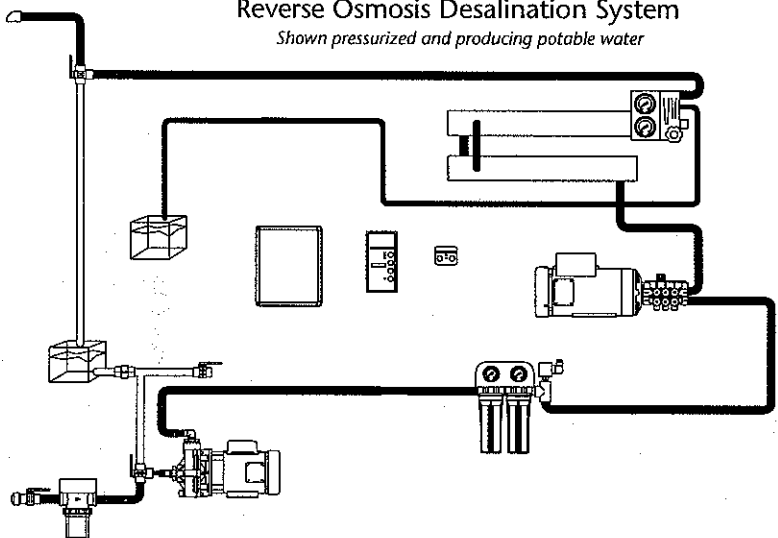 Reverse Osmosis Desalination System
Shown pressurized and producing potable water